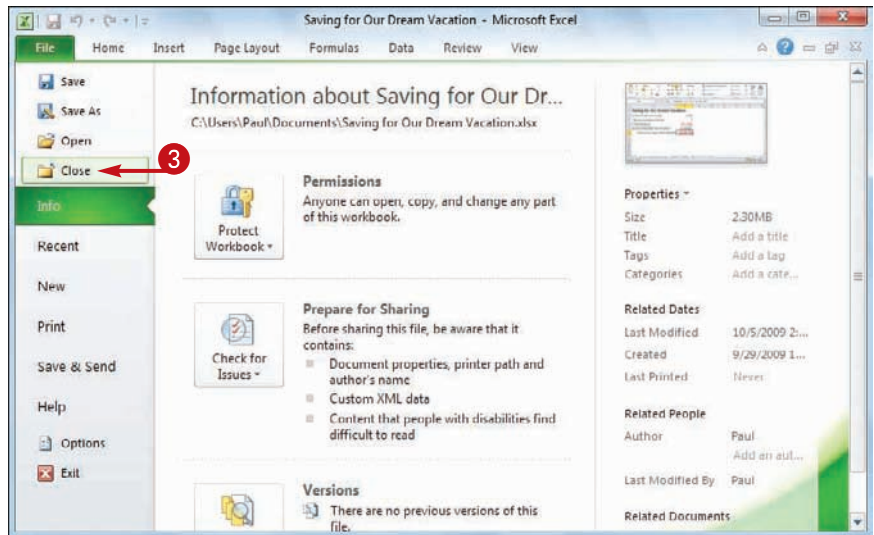 Saving for Our Dream Vacation - Microsoft Excel
File Home Insert Page Layout Formulas Data Review View
Save
Save As
Open
Close
3
Info
Recent
New
Print
Save & Send
Help
Options
Exit
Information about Saving for Our Dr...
C:\Users\Paul\Documents\Saving for Our Dream Vacation.xlsx
Protect
Workbook
Permissions
Anyone can open, copy, and change any part
of this workbook.
Check for
Issues
Prepare for Sharing
Before sharing this file, be aware that it
contains:
Document properties, printer path and
author's name
Custom XML data
Content that people with disabilities find
difficult to read
Versions
There are no previous versions of this
file.
Properties
Size 2.30MB
Title Add a title
Tags Add a tag
Categories Add a cate...
Related Dates
Last Modified 10/5/2009 2:...
Created 9/29/2009 1...
Last Printed Never
Related People
Author Paul
Add an aut...
Last Modified By Paul
Related Documents